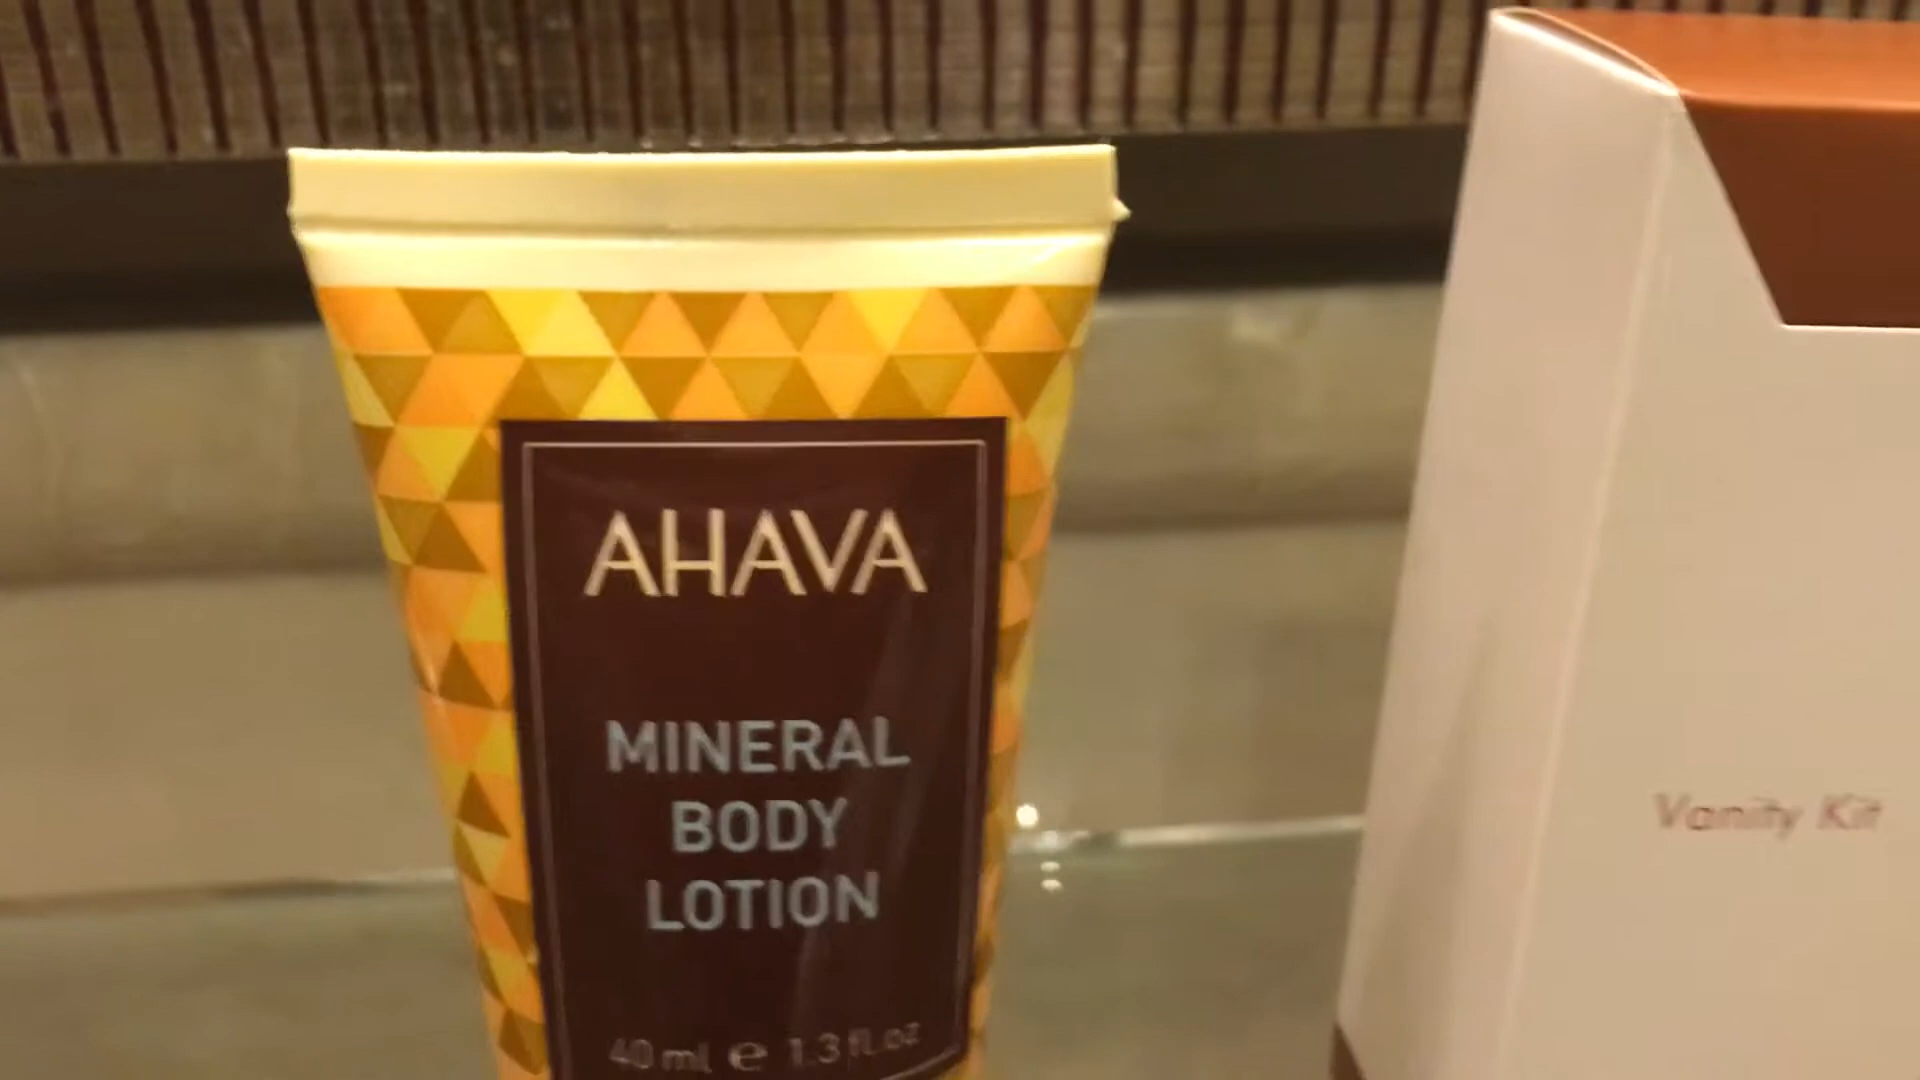 AHAVA
MINERAL
BODY
LOTION
40 ml e 1.3 fl.oz
Vanity Kit